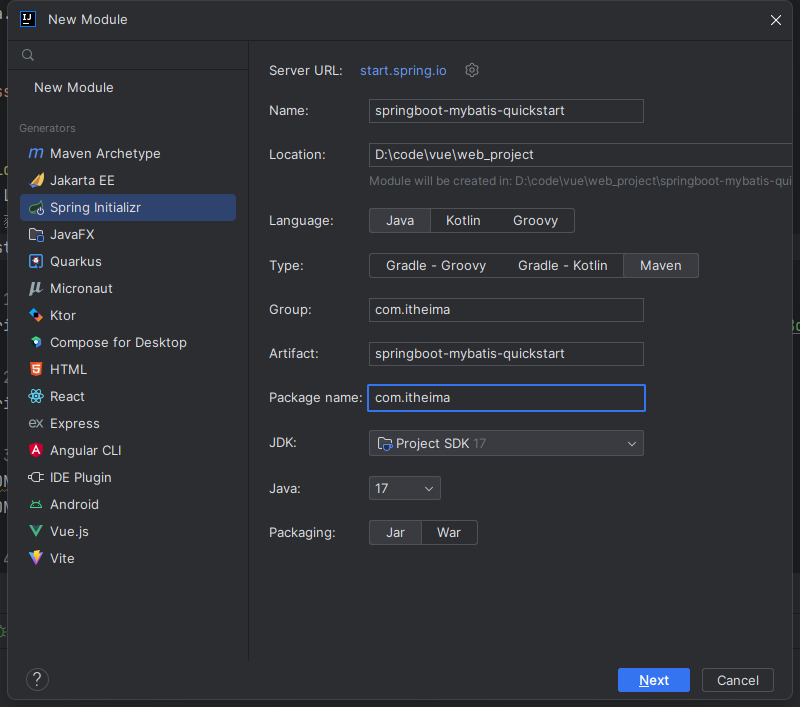 New Module
New Module
Generators
Maven Archetype
Jakarta EE
Spring Initializr
JavaFX
Quarkus
Micronaut
Ktor
Compose for Desktop
HTML
React
Express
Angular CLI
IDE Plugin
Android
Vue.js
Vite
Server URL: start.spring.io
Name: springboot-mybatis-quickstart
Location: D:\code\vue\web_project
Module will be created in: D:\code\vue\web_project\springboot-mybatis-qui
Language: Java Kotlin Groovy
Type: Gradle - Groovy Gradle - Kotlin Maven
Group: com.itheima
Artifact: springboot-mybatis-quickstart
Package name: com.itheima
JDK: Project SDK 17
Java: 17
Packaging: Jar War
? Next Cancel